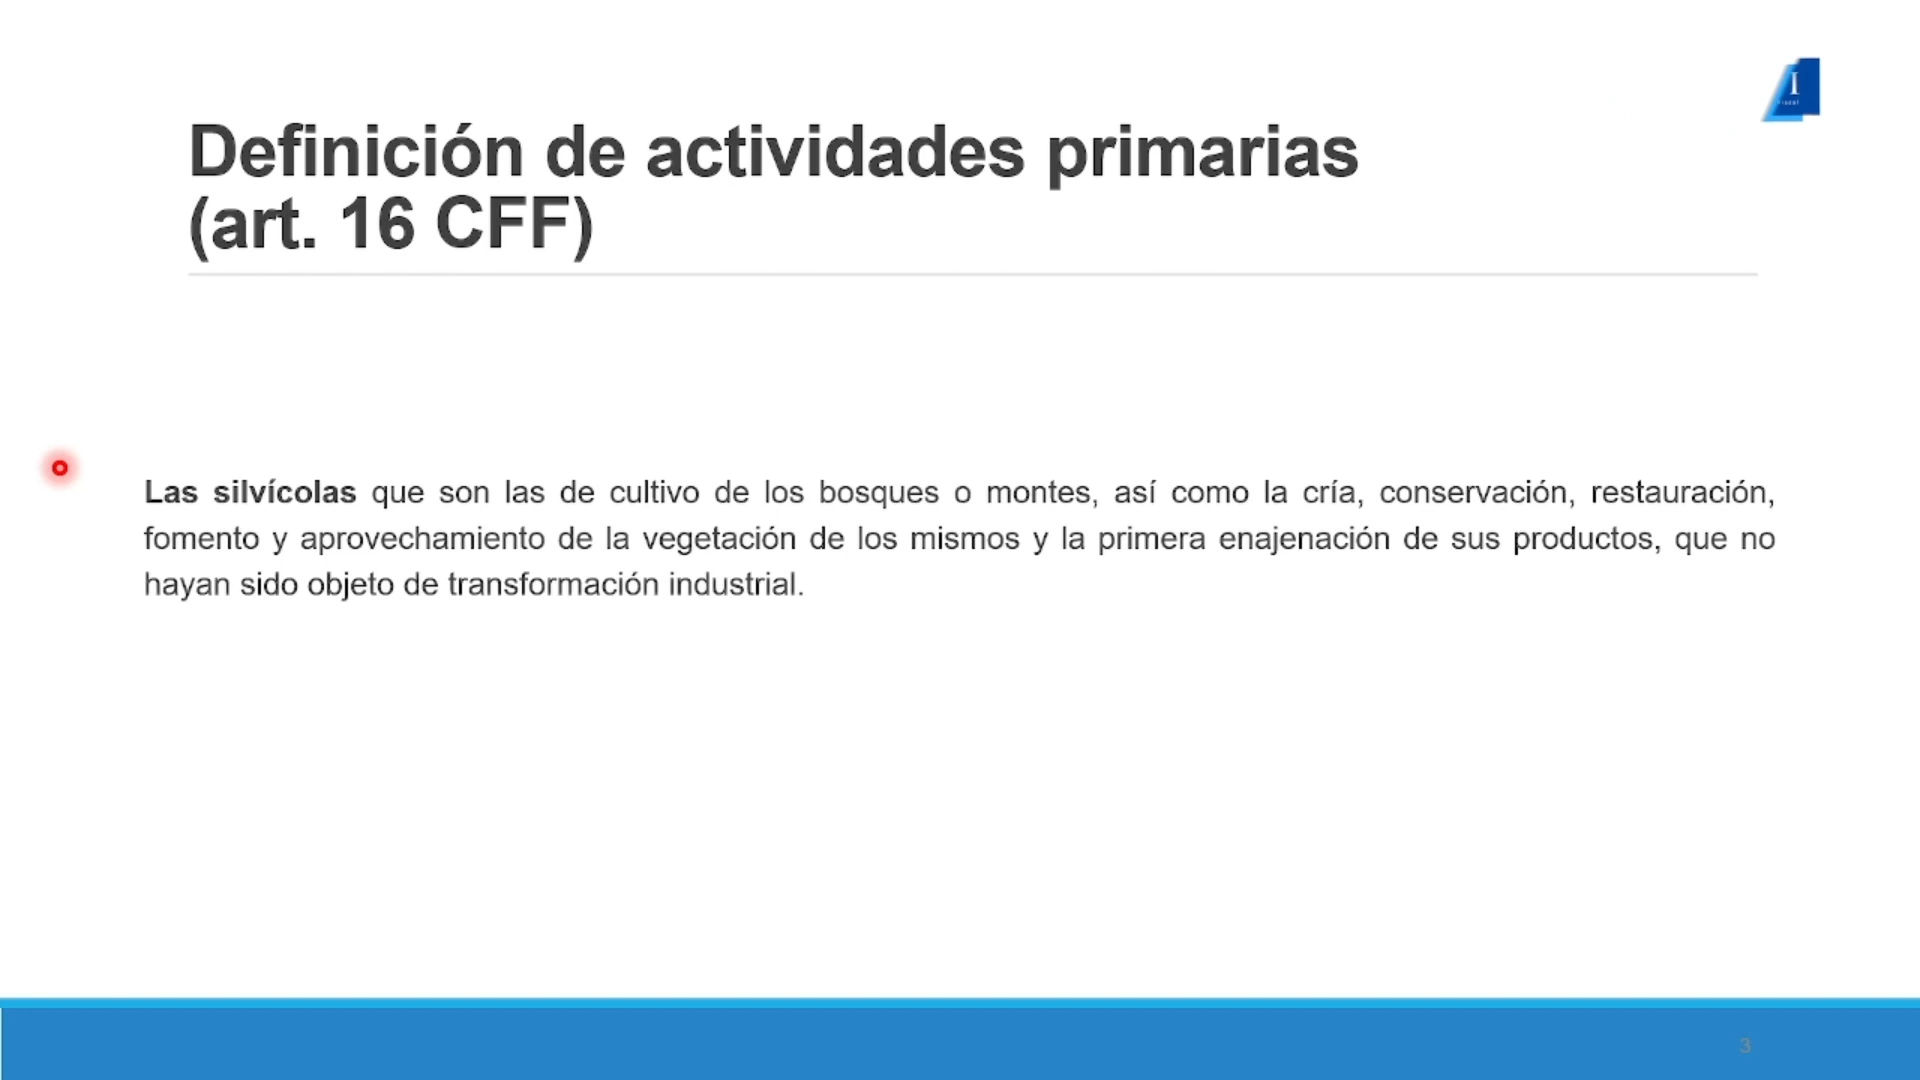 I
Fiscal
Definición de actividades primarias
(art. 16 CFF)
Las silvícolas que son las de cultivo de los bosques o montes, así como la cría, conservación, restauración,
fomento y aprovechamiento de la vegetación de los mismos y la primera enajenación de sus productos, que no
hayan sido objeto de transformación industrial.
3